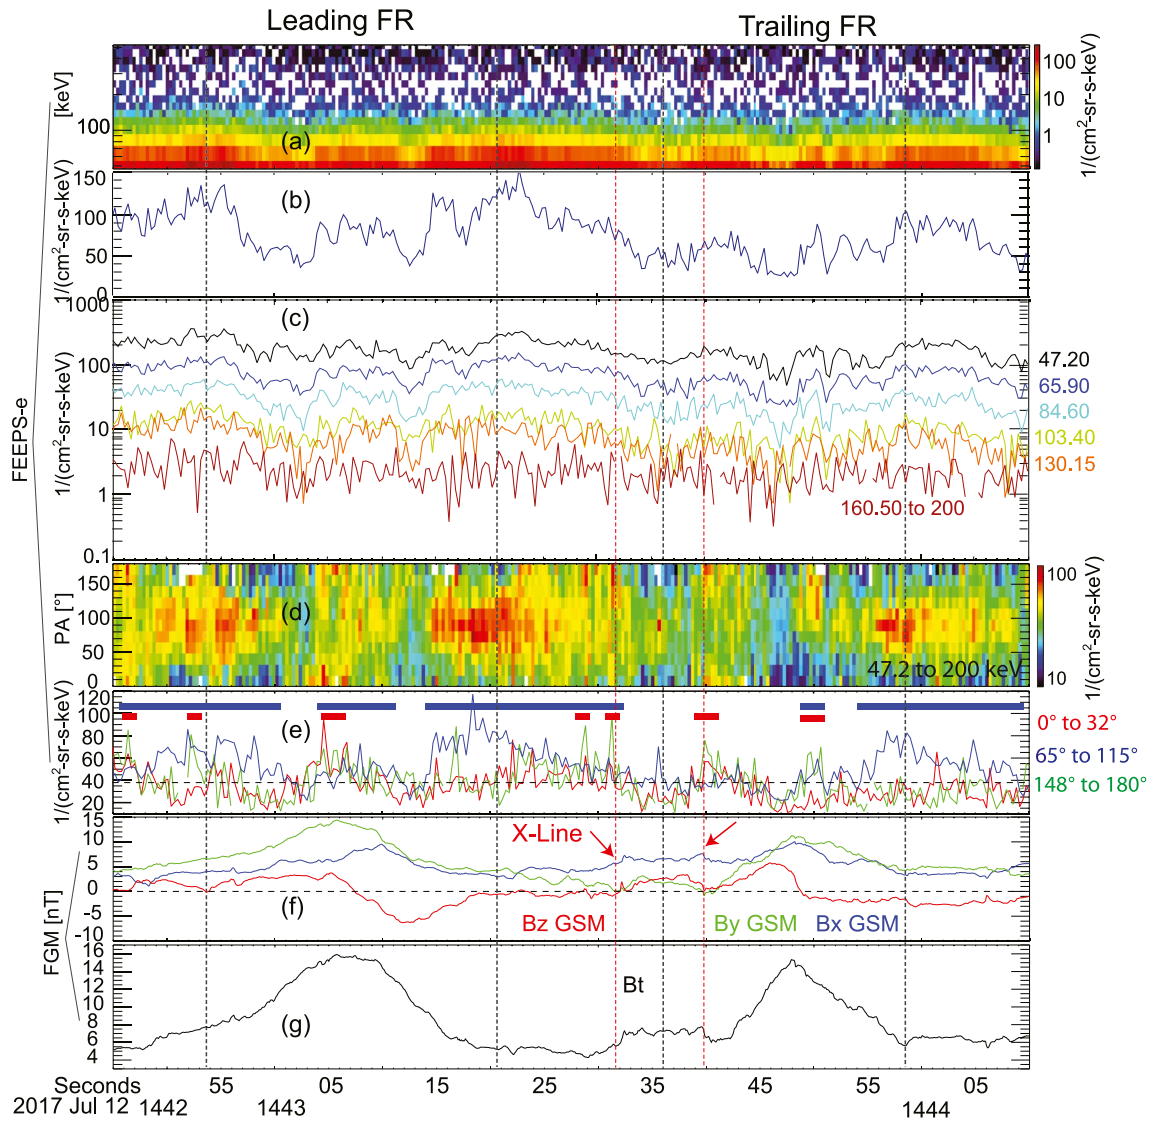 Leading FR
Trailing FR
FEEPS-e
[keV]
100
(a)
100
10
1
1/(cm²-sr-s-keV)
1/(cm²-sr-s-keV)
150
100
50
0
(b)
1/(cm²-sr-s-keV)
1000
100
10
1
0.1
(c)
47.20
65.90
84.60
103.40
130.15
160.50 to 200
PA [°]
150
100
50
0
(d)
47.2 to 200 keV
100
10
1/(cm²-sr-s-keV)
1/(cm²-sr-s-keV)
120
100
80
60
40
20
(e)
0° to 32°
65° to 115°
148° to 180°
FGM [nT]
15
10
5
0
-5
-10
X-Line
(f)
Bz GSM
By GSM
Bx GSM
16
14
12
10
8
6
4
Bt
(g)
Seconds
55
05
15
25
35
45
55
05
2017 Jul 12
1442
1443
1444